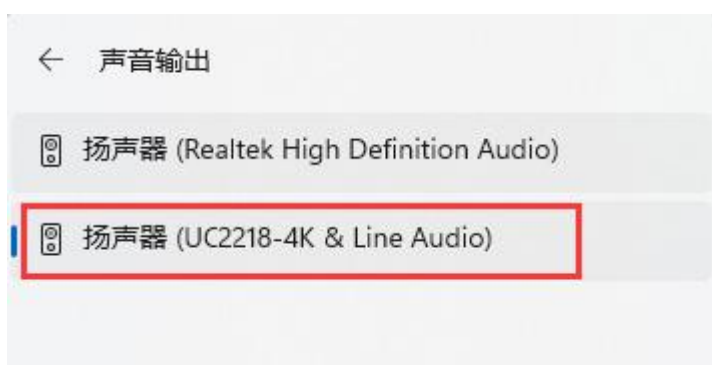 声音输出
扬声器 (Realtek High Definition Audio)
扬声器 (UC2218-4K & Line Audio)